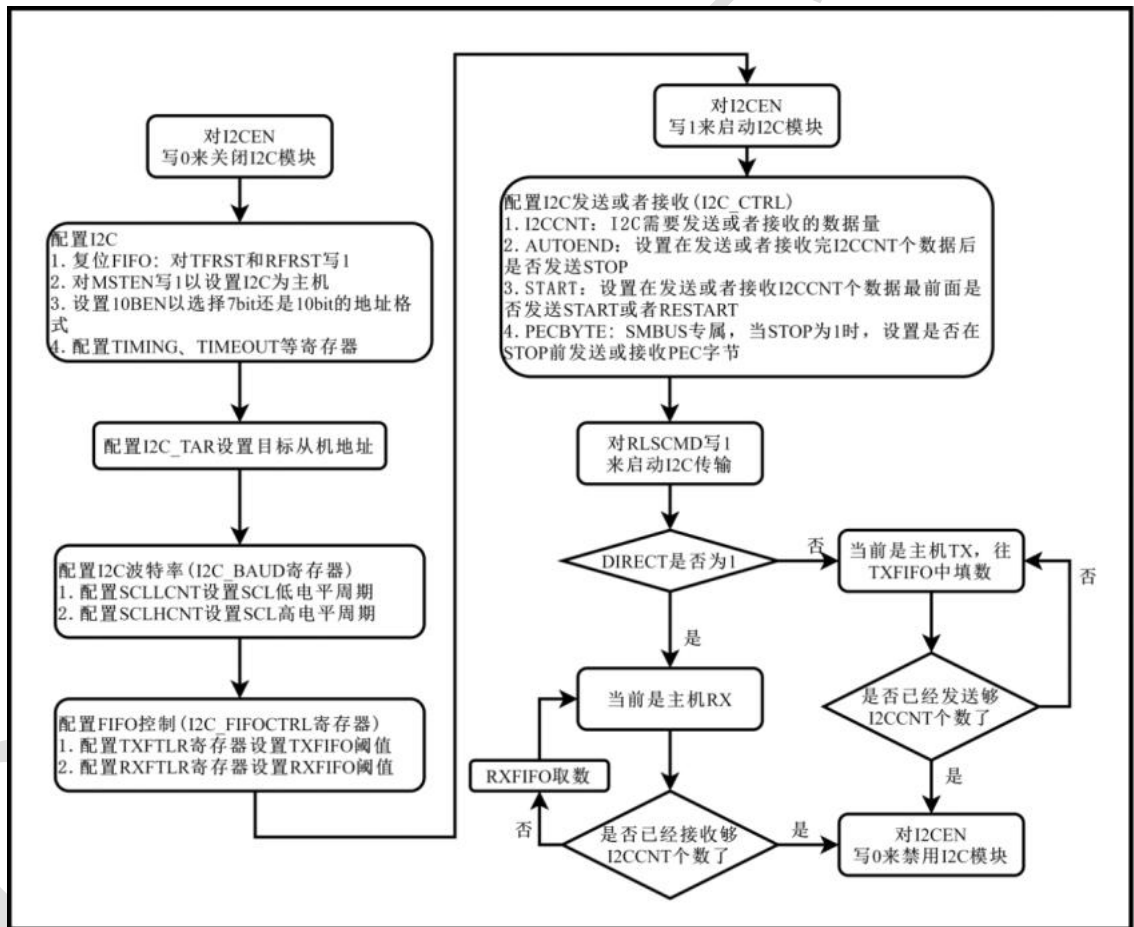 对I2CEN
写0来关闭I2C模块
配置I2C
1. 复位FIFO: 对TFRST和RFRST写1
2. 对MSTEN写1以设置I2C为主机
3. 设置10BEN以选择7bit还是10bit的地址格
式
4. 配置TIMING、TIMEOUT等寄存器
配置I2C_TAR设置目标从机地址
配置I2C波特率(I2C_BAUD寄存器)
1. 配置SCLLCNT设置SCL低电平周期
2. 配置SCLHCNT设置SCL高电平周期
配置FIFO控制(I2C_FIFOCTRL寄存器)
1. 配置TXFTLR寄存器设置TXFIFO阈值
2. 配置RXFTLR寄存器设置RXFIFO阈值
对I2CEN
写1来启动I2C模块
配置I2C发送或者接收(I2C_CTRL)
1. I2CCNT: I2C需要发送或者接收的数据量
2. AUTOEND: 设置在发送或者接收完I2CCNT个数据后
是否发送STOP
3. START: 设置在发送或者接收I2CCNT个数据最前面是
否发送START或者RESTART
4. PECBYTE: SMBUS专属，当STOP为1时，设置是否在
STOP前发送或接收PEC字节
对RLSCMD写1
来启动I2C传输
DIRECT是否为1
否
当前是主机TX，往
TXFIFO中填数
否
是
当前是主机RX
是否已经发送够
I2CCNT个数了
RXFIFO取数
是
否
是否已经接收够
I2CCNT个数了
是
对I2CEN
写0来禁用I2C模块